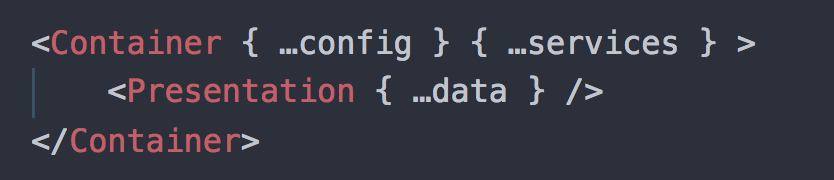 <Container { …config } { …services } >
    <Presentation { …data } />
</Container>